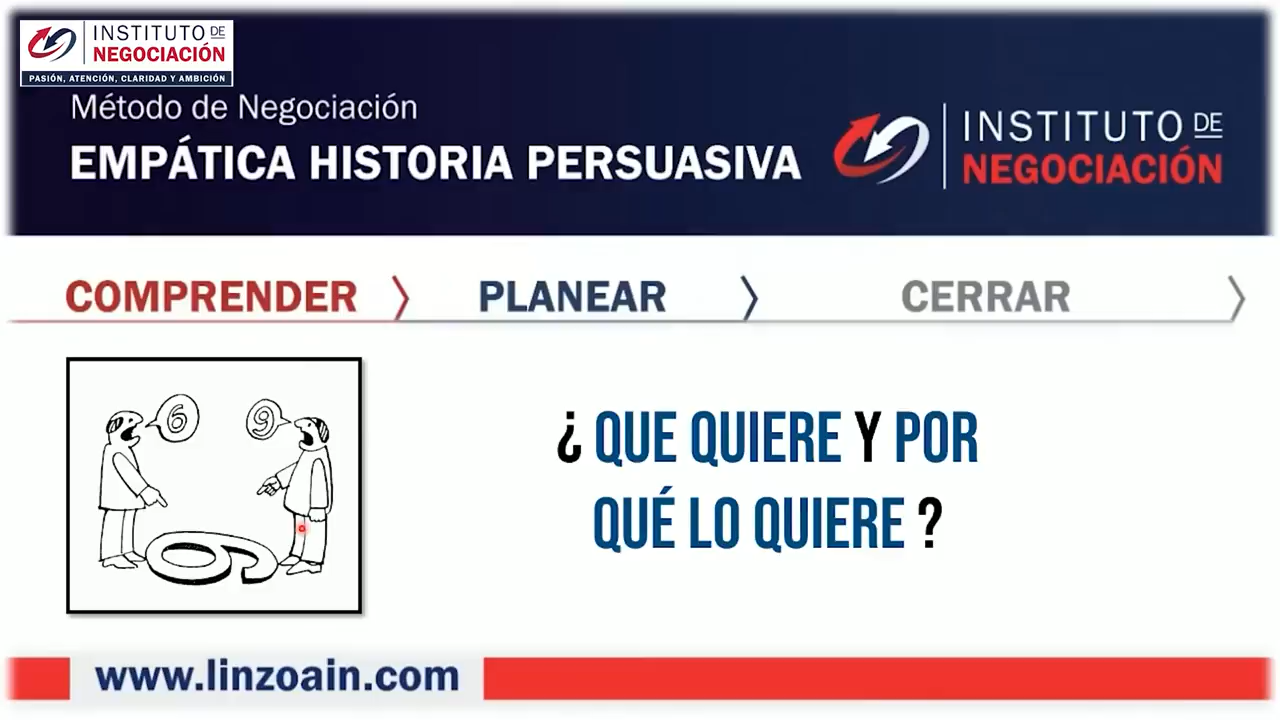 INSTITUTO DE
NEGOCIACIÓN
PASIÓN, ATENCIÓN, CLARIDAD Y AMBICIÓN
Método de Negociación
EMPÁTICA HISTORIA PERSUASIVA
INSTITUTO DE
NEGOCIACIÓN
COMPRENDER
PLANEAR
CERRAR
6
9
¿ QUE QUIERE Y POR
QUÉ LO QUIERE ?
www.linzoain.com